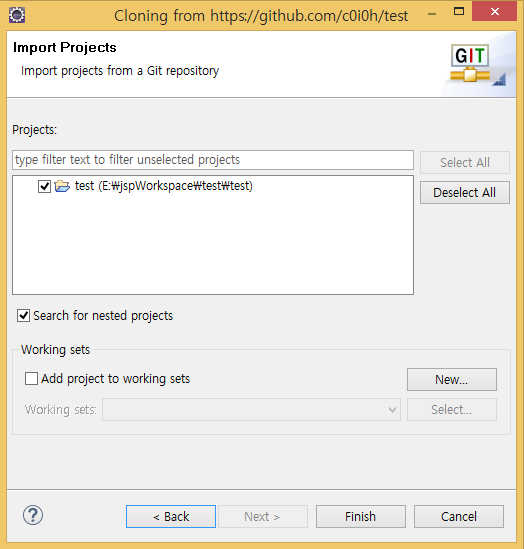 Cloning from https://github.com/c0i0h/test
Import Projects
Import projects from a Git repository
GIT
Projects:
type filter text to filter unselected projects
Select All
test (E:₩jspWorkspace₩test₩test)
Deselect All
Search for nested projects
Working sets
Add project to working sets
New...
Working sets:
Select...
?
< Back
Next >
Finish
Cancel